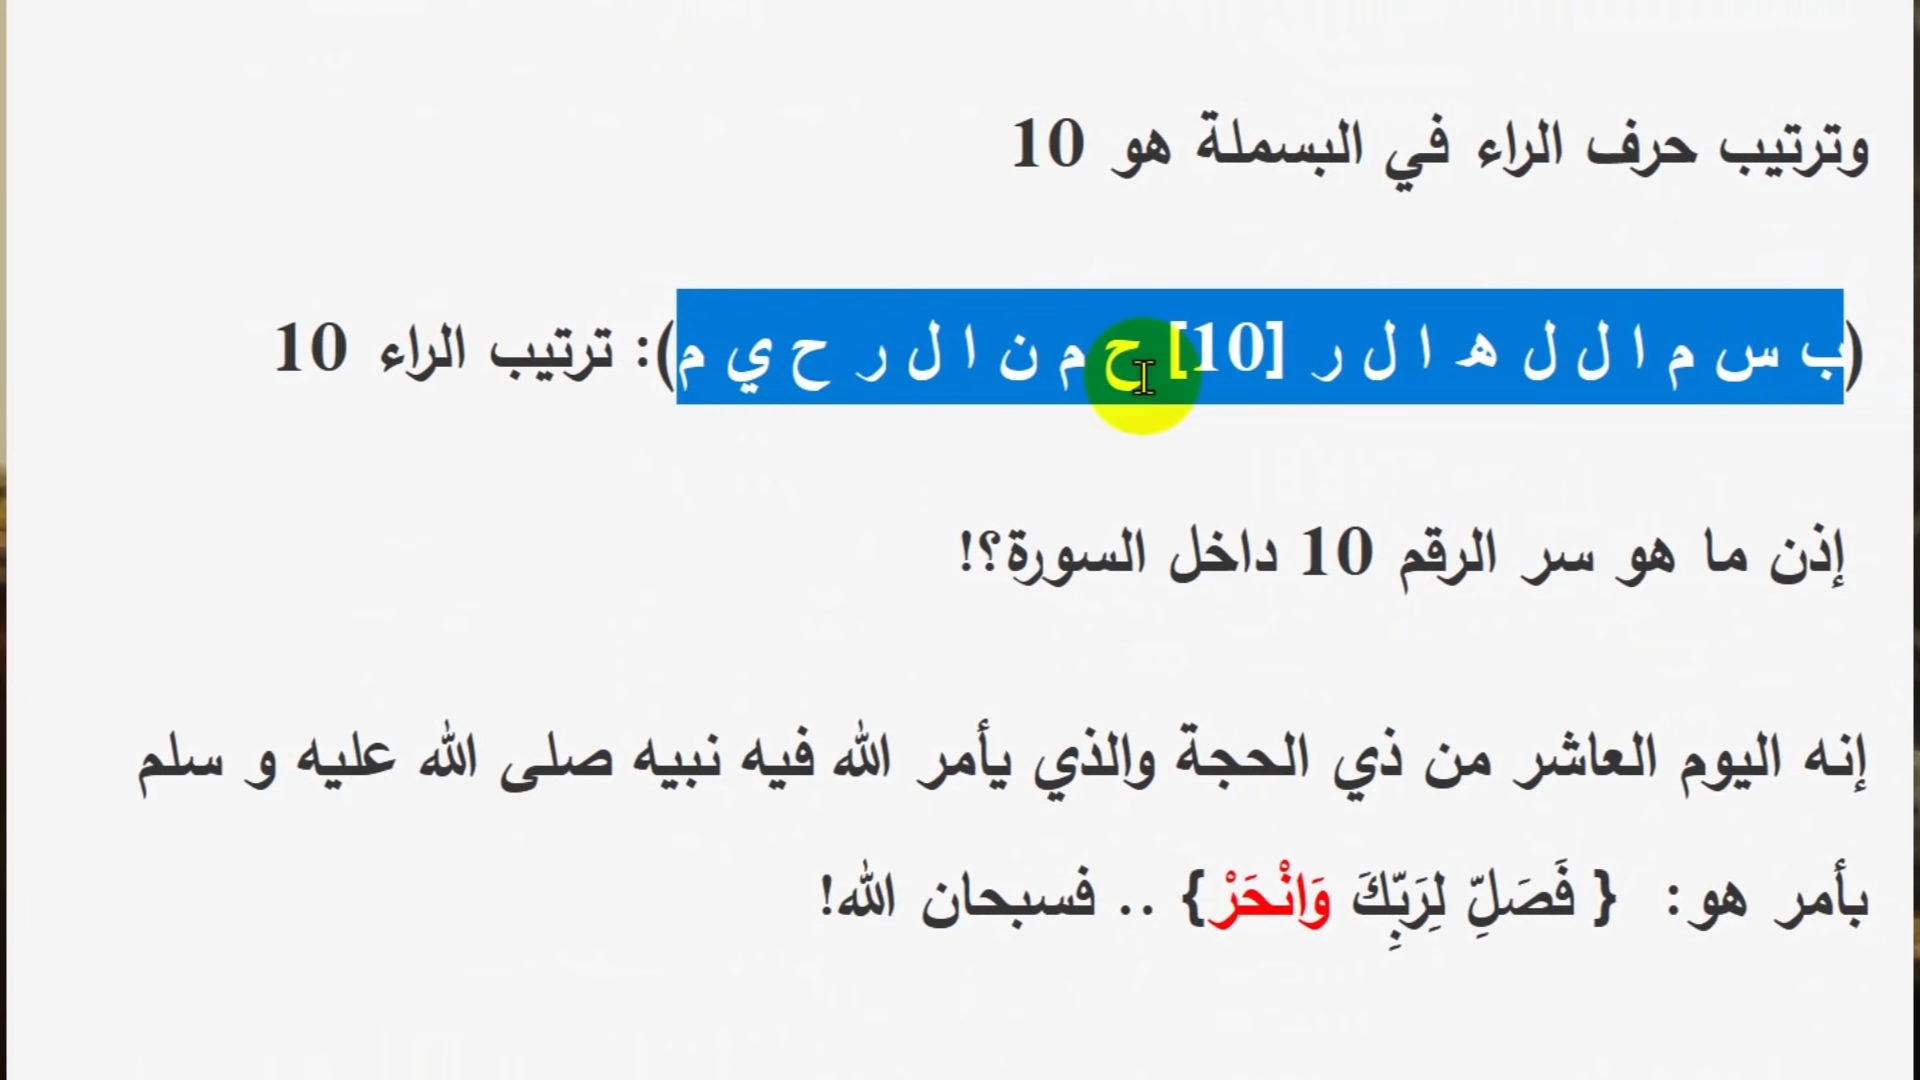 وترتيب حرف الراء في البسملة هو 10
(ب س م ا ل ل ه ا ل ر [10] ح م ن ا ل ر ح ي م): ترتيب الراء 10
إذن ما هو سر الرقم 10 داخل السورة؟!
إنه اليوم العاشر من ذي الحجة والذي يأمر الله فيه نبيه صلى الله عليه و سلم
بأمر هو: { فَصَلِّ لِرَبِّكَ وَانْحَرْ} .. فسبحان الله!